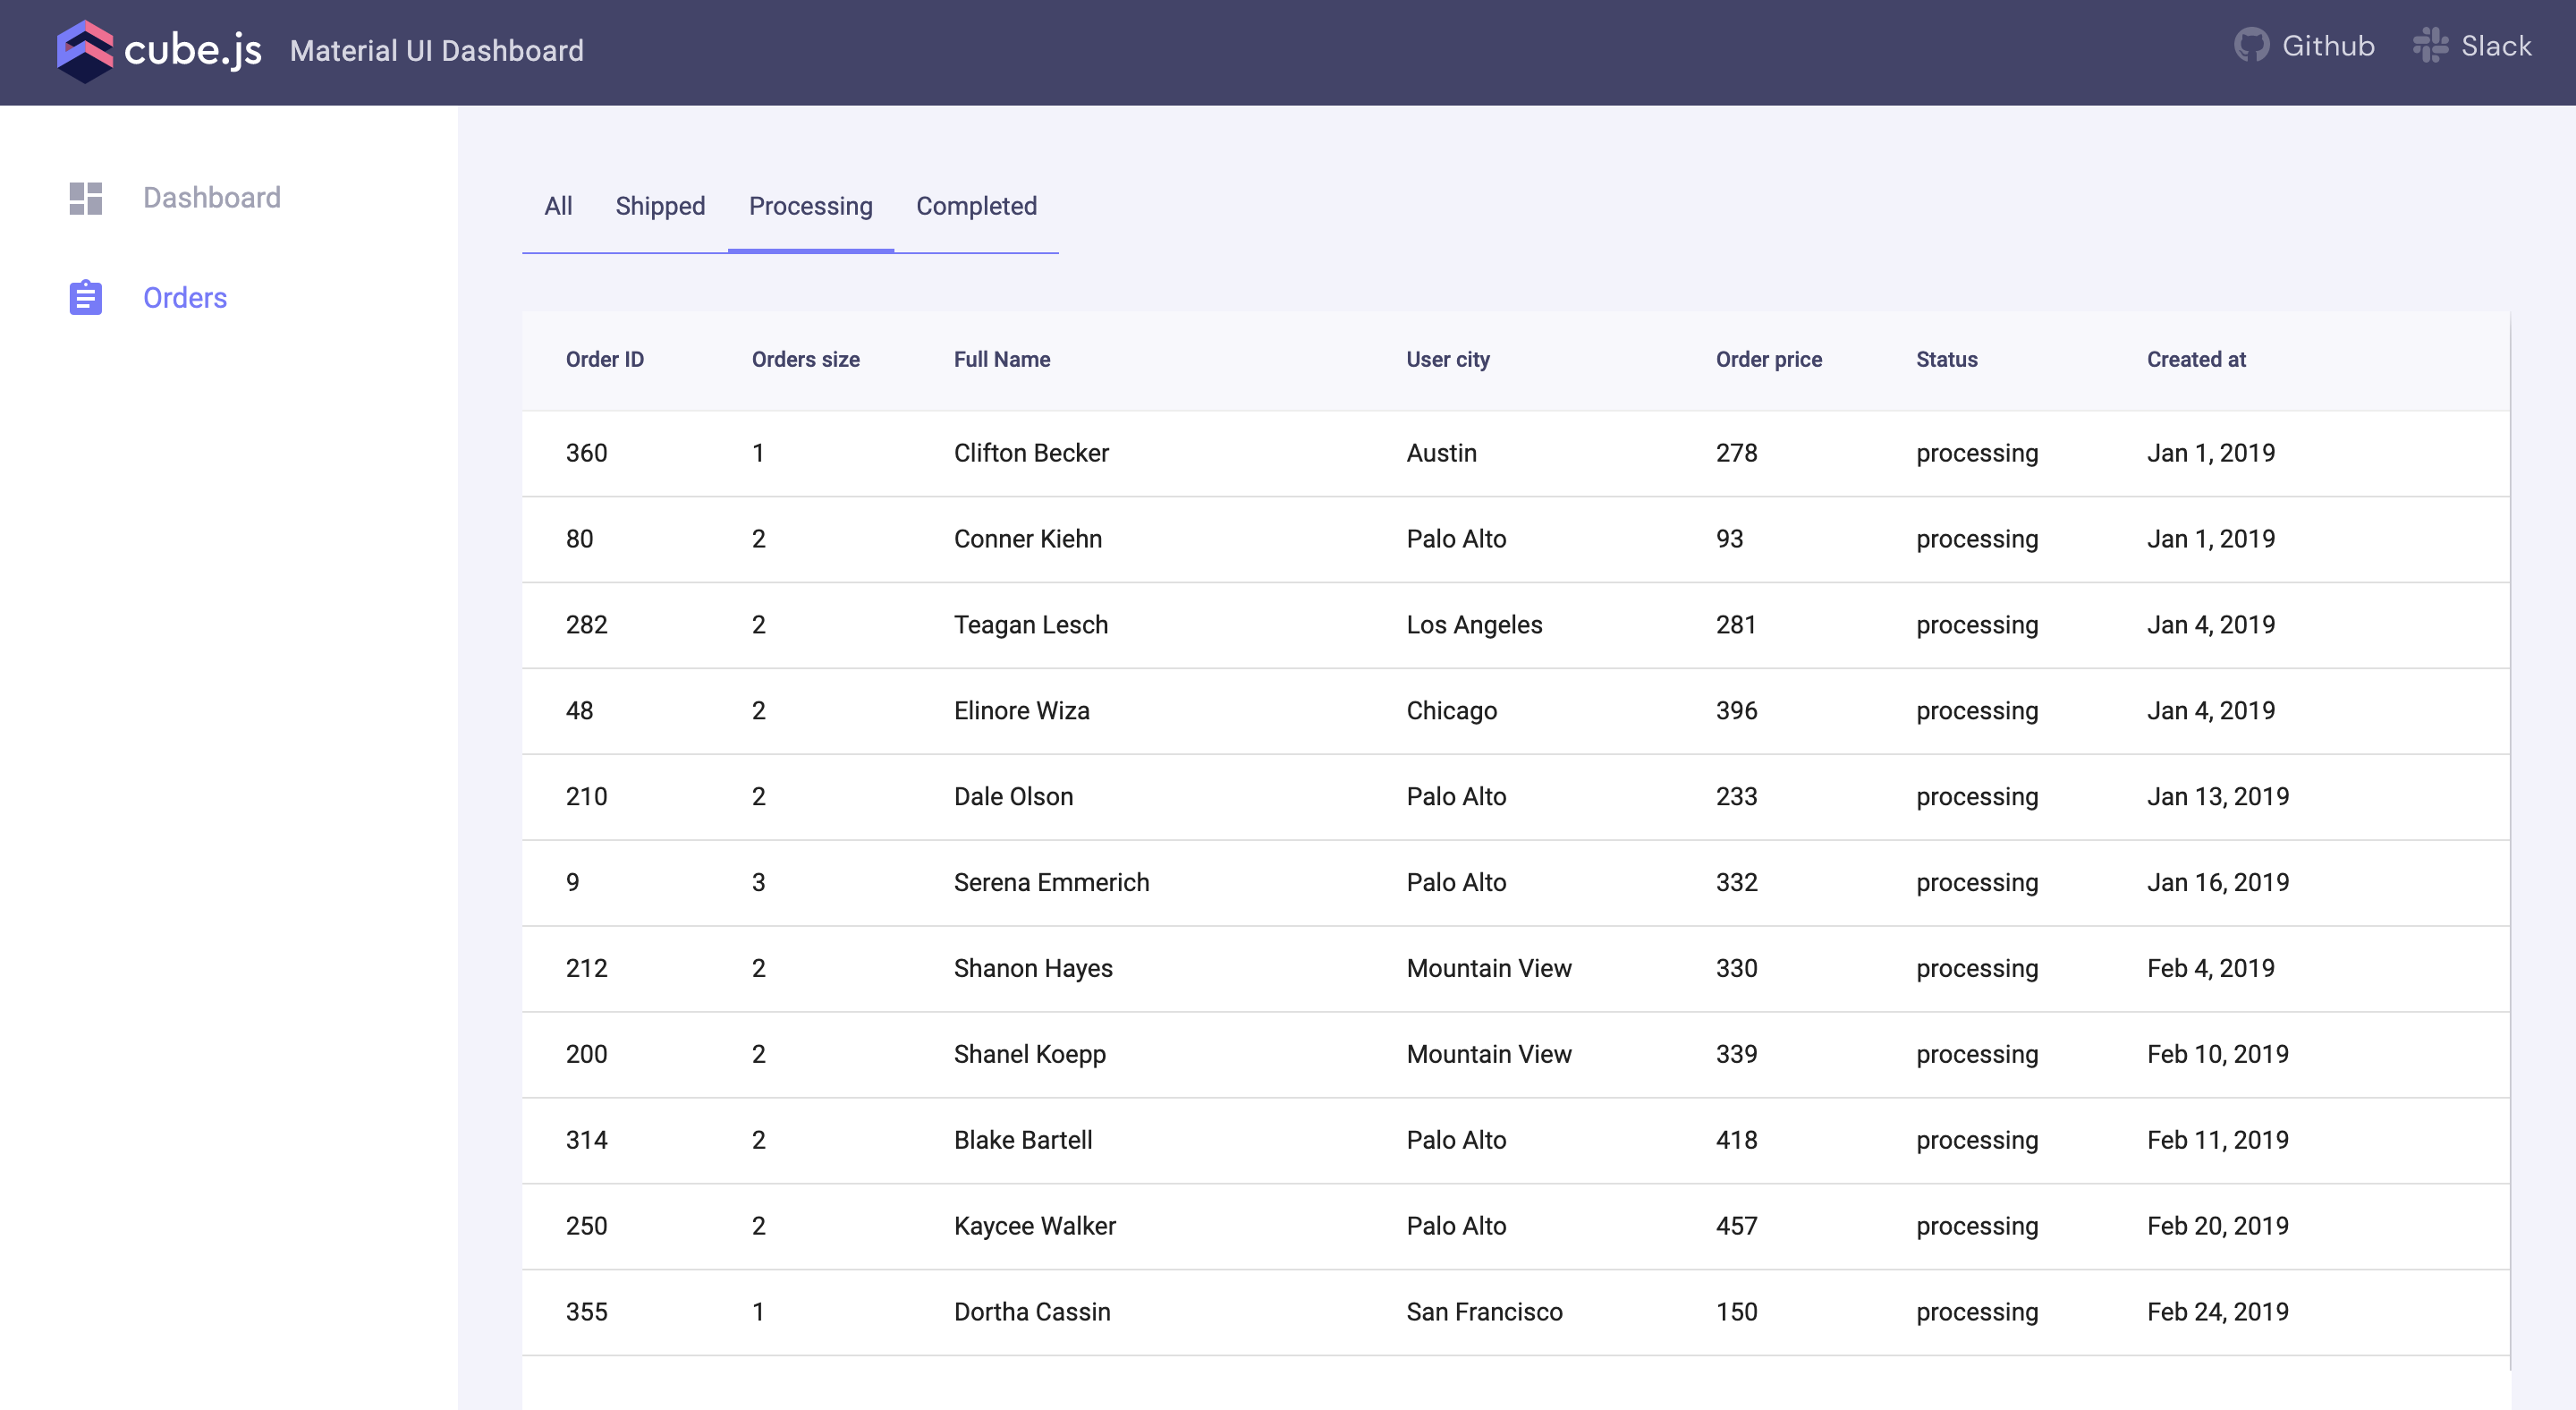 cube.js Material UI Dashboard Github Slack
Dashboard
Orders
All Shipped Processing Completed
Order ID Orders size Full Name User city Order price Status Created at
360 1 Clifton Becker Austin 278 processing Jan 1, 2019
80 2 Conner Kiehn Palo Alto 93 processing Jan 1, 2019
282 2 Teagan Lesch Los Angeles 281 processing Jan 4, 2019
48 2 Elinore Wiza Chicago 396 processing Jan 4, 2019
210 2 Dale Olson Palo Alto 233 processing Jan 13, 2019
9 3 Serena Emmerich Palo Alto 332 processing Jan 16, 2019
212 2 Shanon Hayes Mountain View 330 processing Feb 4, 2019
200 2 Shanel Koepp Mountain View 339 processing Feb 10, 2019
314 2 Blake Bartell Palo Alto 418 processing Feb 11, 2019
250 2 Kaycee Walker Palo Alto 457 processing Feb 20, 2019
355 1 Dortha Cassin San Francisco 150 processing Feb 24, 2019